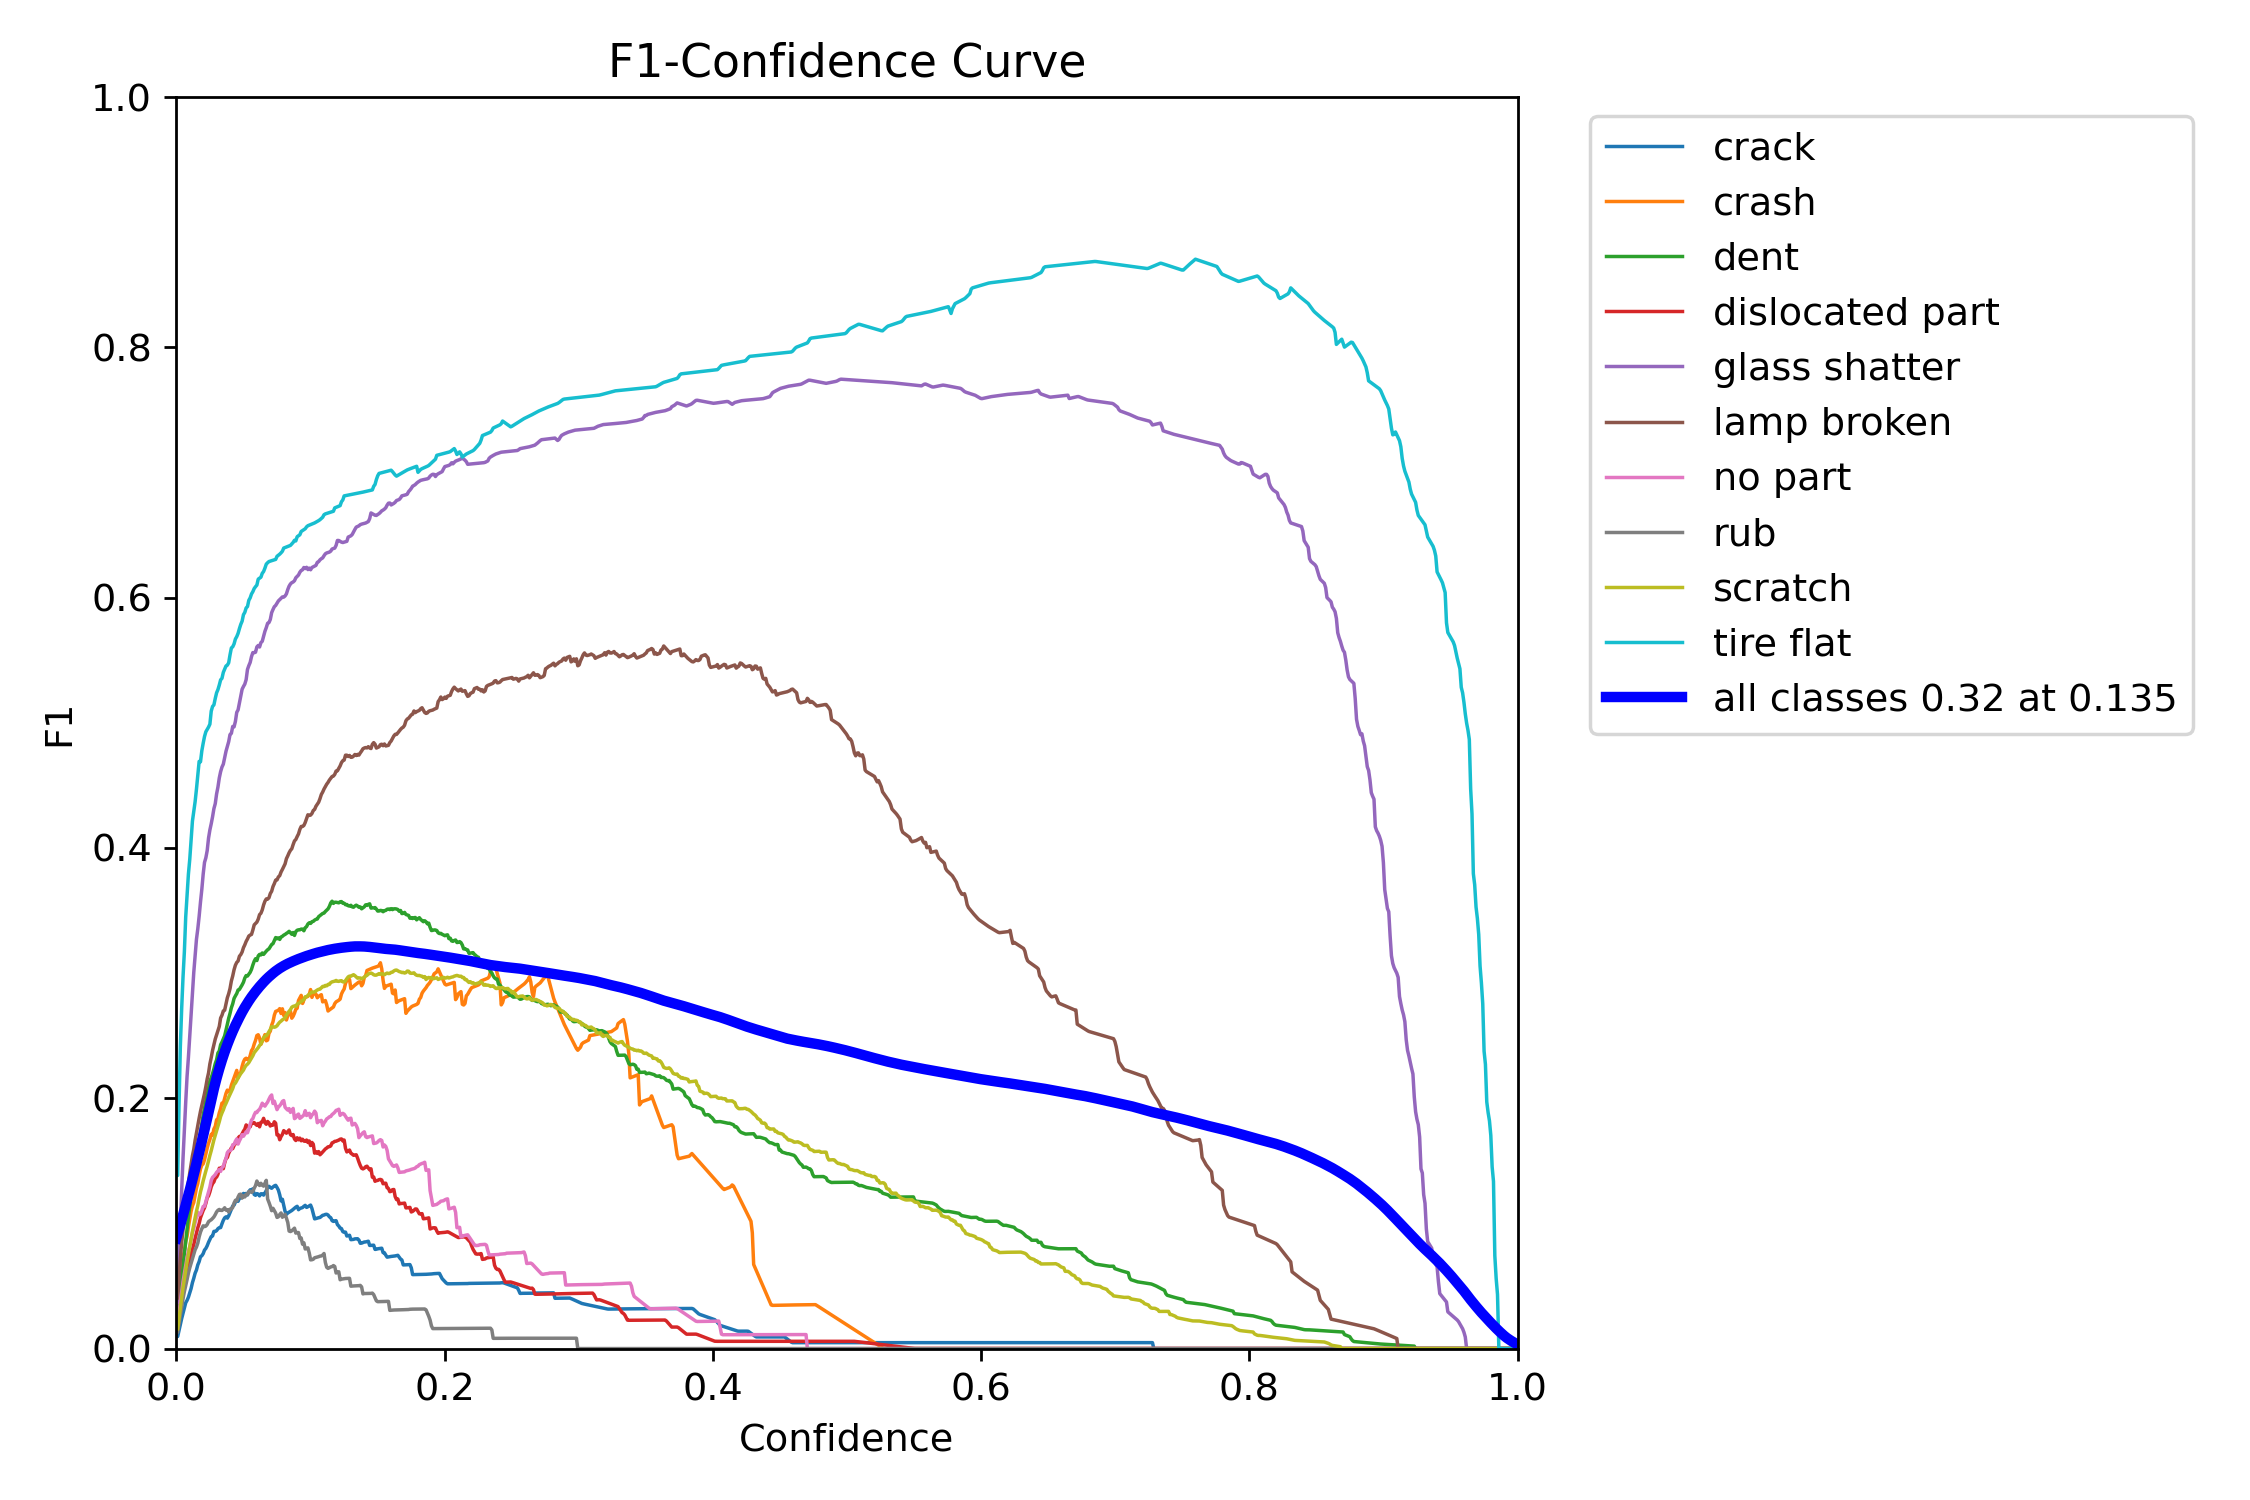 F1-Confidence Curve
1.0
0.8
0.6
0.4
0.2
0.0
F1
0.0 0.2 0.4 0.6 0.8 1.0
Confidence
crack
crash
dent
dislocated part
glass shatter
lamp broken
no part
rub
scratch
tire flat
all classes 0.32 at 0.135